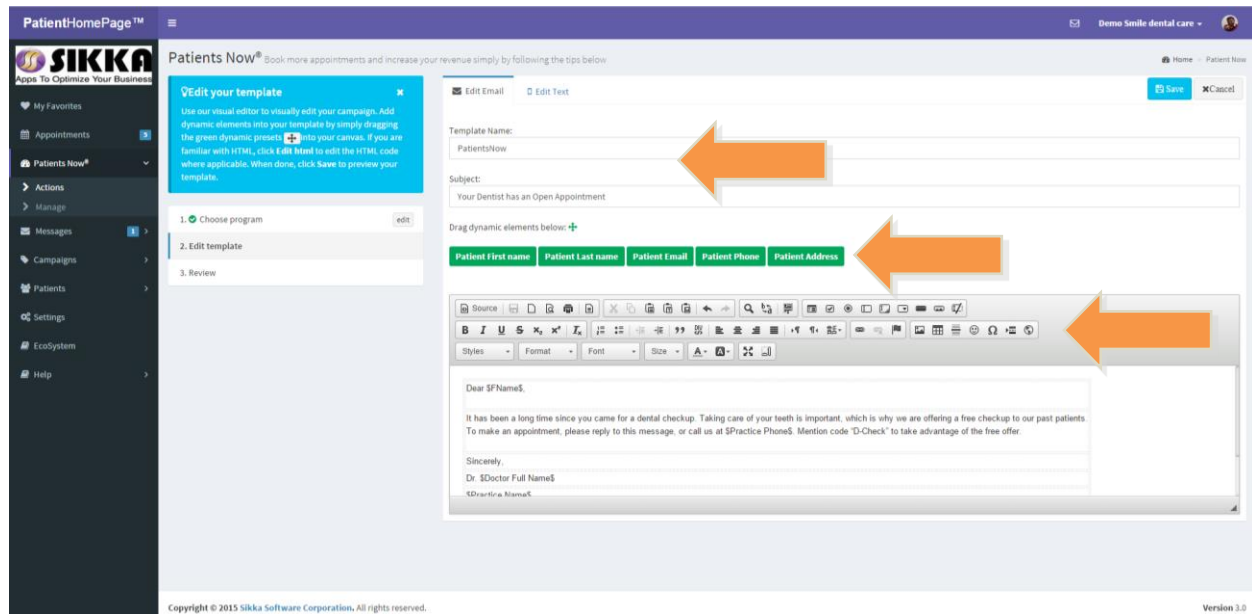 PatientHomePage™
Demo Smile dental care
SIKKA
Apps To Optimize Your Business
My Favorites
Appointments 3
Patients Now®
Actions
Manage
Messages 1
Campaigns
Patients
Settings
EcoSystem
Help
Patients Now® Book more appointments and increase your revenue simply by following the tips below
Home > Patient Now
Edit your template
Use our visual editor to visually edit your campaign. Add
dynamic elements into your template by simply dragging
the green dynamic presets into your canvas. If you are
familiar with HTML, click Edit html to edit the HTML code
where applicable. When done, click Save to preview your
template.
1. Choose program edit
2. Edit template
3. Review
Edit Email Edit Text
Save Cancel
Template Name:
PatientsNow
Subject:
Your Dentist has an Open Appointment
Drag dynamic elements below:
Patient First name Patient Last name Patient Email Patient Phone Patient Address
Source
B I U S x₂ x² Tx
Styles Format Font Size A A
Dear $FName$,
It has been a long time since you came for a dental checkup. Taking care of your teeth is important, which is why we are offering a free checkup to our past patients.
To make an appointment, please reply to this message, or call us at $Practice Phone$. Mention code "D-Check" to take advantage of the free offer.
Sincerely,
Dr. $Doctor Full Name$
$Practice Name$
Copyright © 2015 Sikka Software Corporation. All rights reserved.
Version 3.0